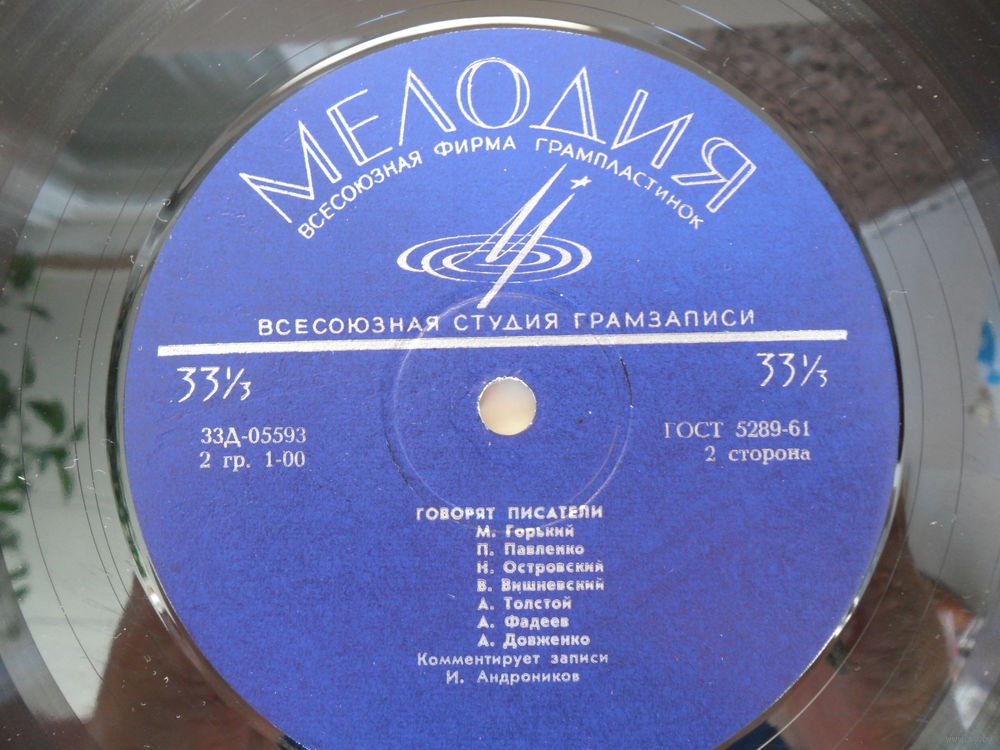 МЕЛОДИЯ
ВСЕСОЮЗНАЯ ФИРМА ГРАМПЛАСТИНОК
ВСЕСОЮЗНАЯ СТУДИЯ ГРАМЗАПИСИ
33⅓
33⅓
33Д-05593
2 гр. 1-00
ГОСТ 5289-61
2 сторона
ГОВОРЯТ ПИСАТЕЛИ
М. Горький
П. Павленко
Н. Островский
В. Вишневский
А. Толстой
А. Фадеев
А. Довженко
Комментирует записи
И. Андроников